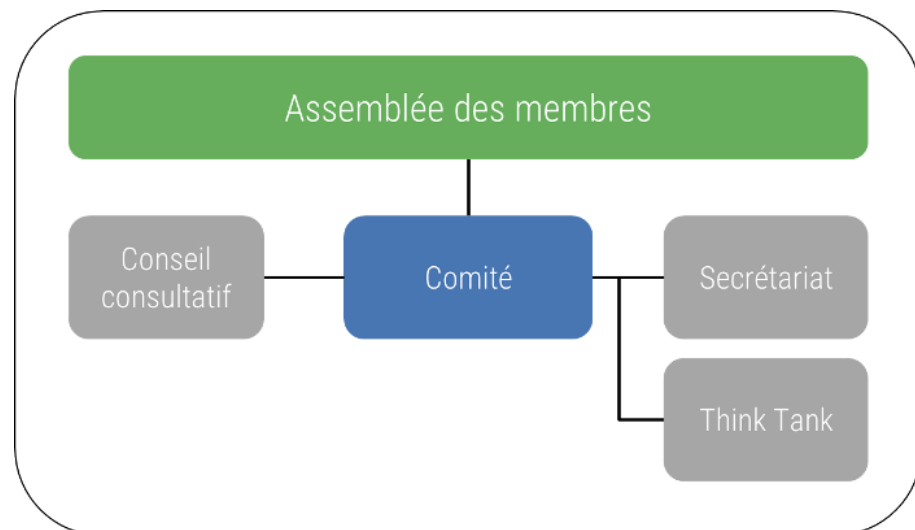 Assemblée des membres
Conseil
consultatif
Comité
Secrétariat
Think Tank